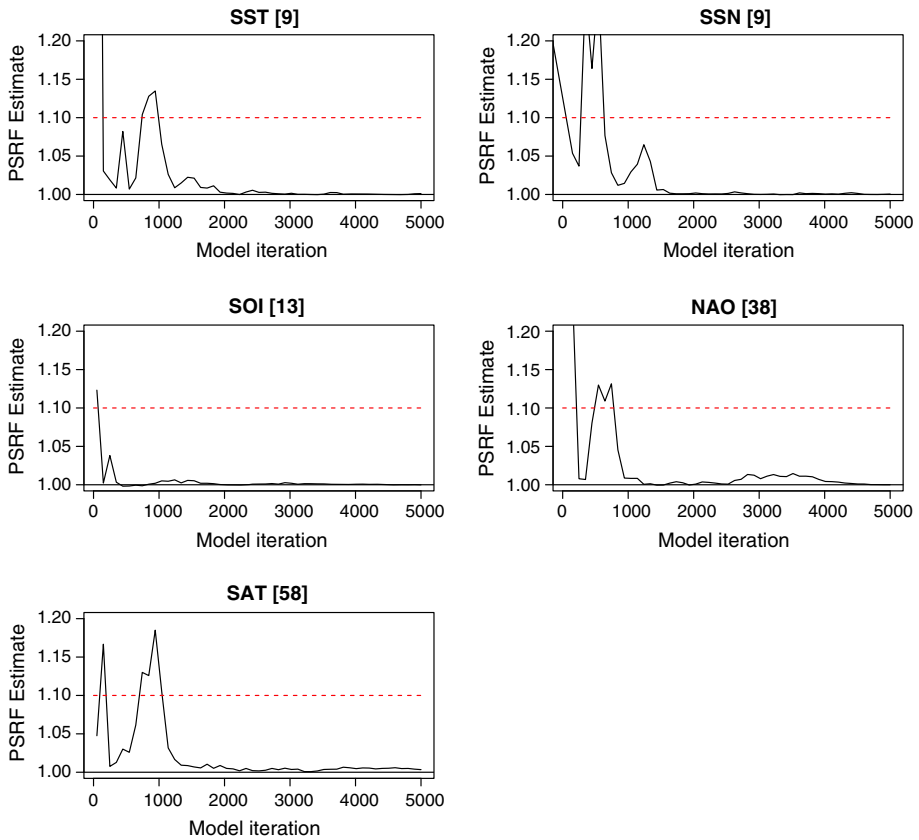 SST [9]
PSRF Estimate
1.20
1.15
1.10
1.05
1.00
0 1000 2000 3000 4000 5000
Model iteration
SSN [9]
PSRF Estimate
1.20
1.15
1.10
1.05
1.00
0 1000 2000 3000 4000 5000
Model iteration
SOI [13]
PSRF Estimate
1.20
1.15
1.10
1.05
1.00
0 1000 2000 3000 4000 5000
Model iteration
NAO [38]
PSRF Estimate
1.20
1.15
1.10
1.05
1.00
0 1000 2000 3000 4000 5000
Model iteration
SAT [58]
PSRF Estimate
1.20
1.15
1.10
1.05
1.00
0 1000 2000 3000 4000 5000
Model iteration